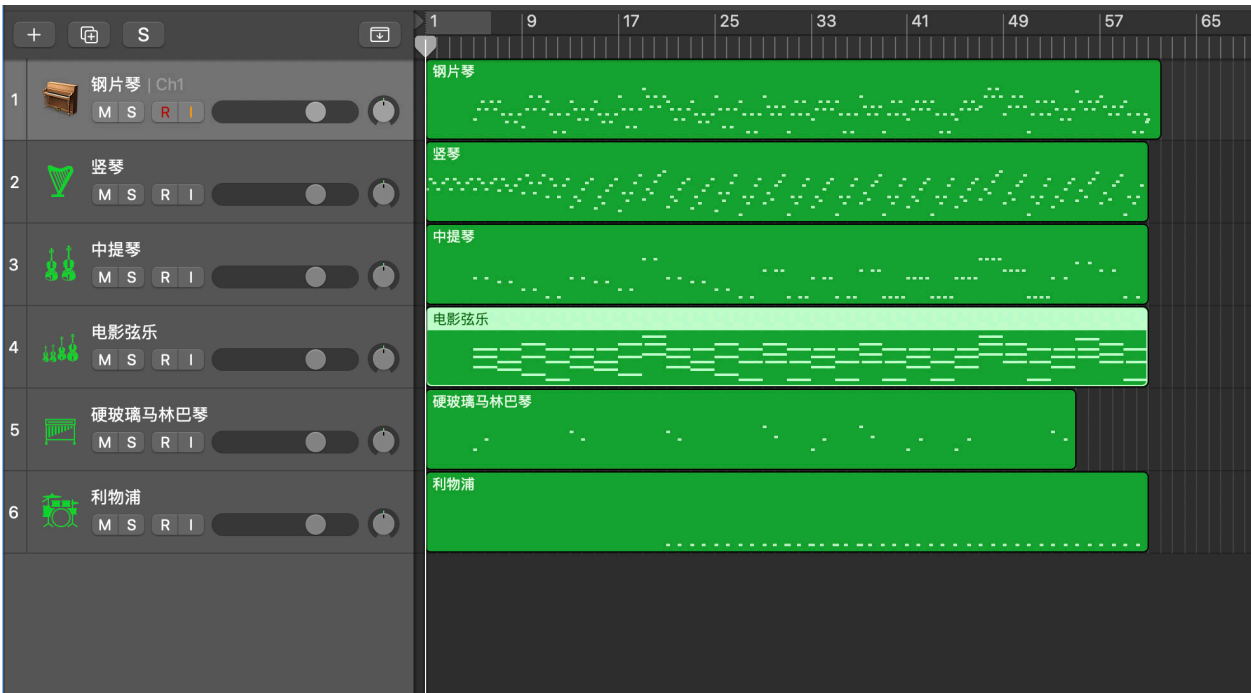 S
1 9 17 25 33 41 49 57 65
1 钢片琴 | Ch1
M S R I
钢片琴
2 竖琴
M S R I
竖琴
3 中提琴
M S R I
中提琴
4 电影弦乐
M S R I
电影弦乐
5 硬玻璃马林巴琴
M S R I
硬玻璃马林巴琴
6 利物浦
M S R I
利物浦